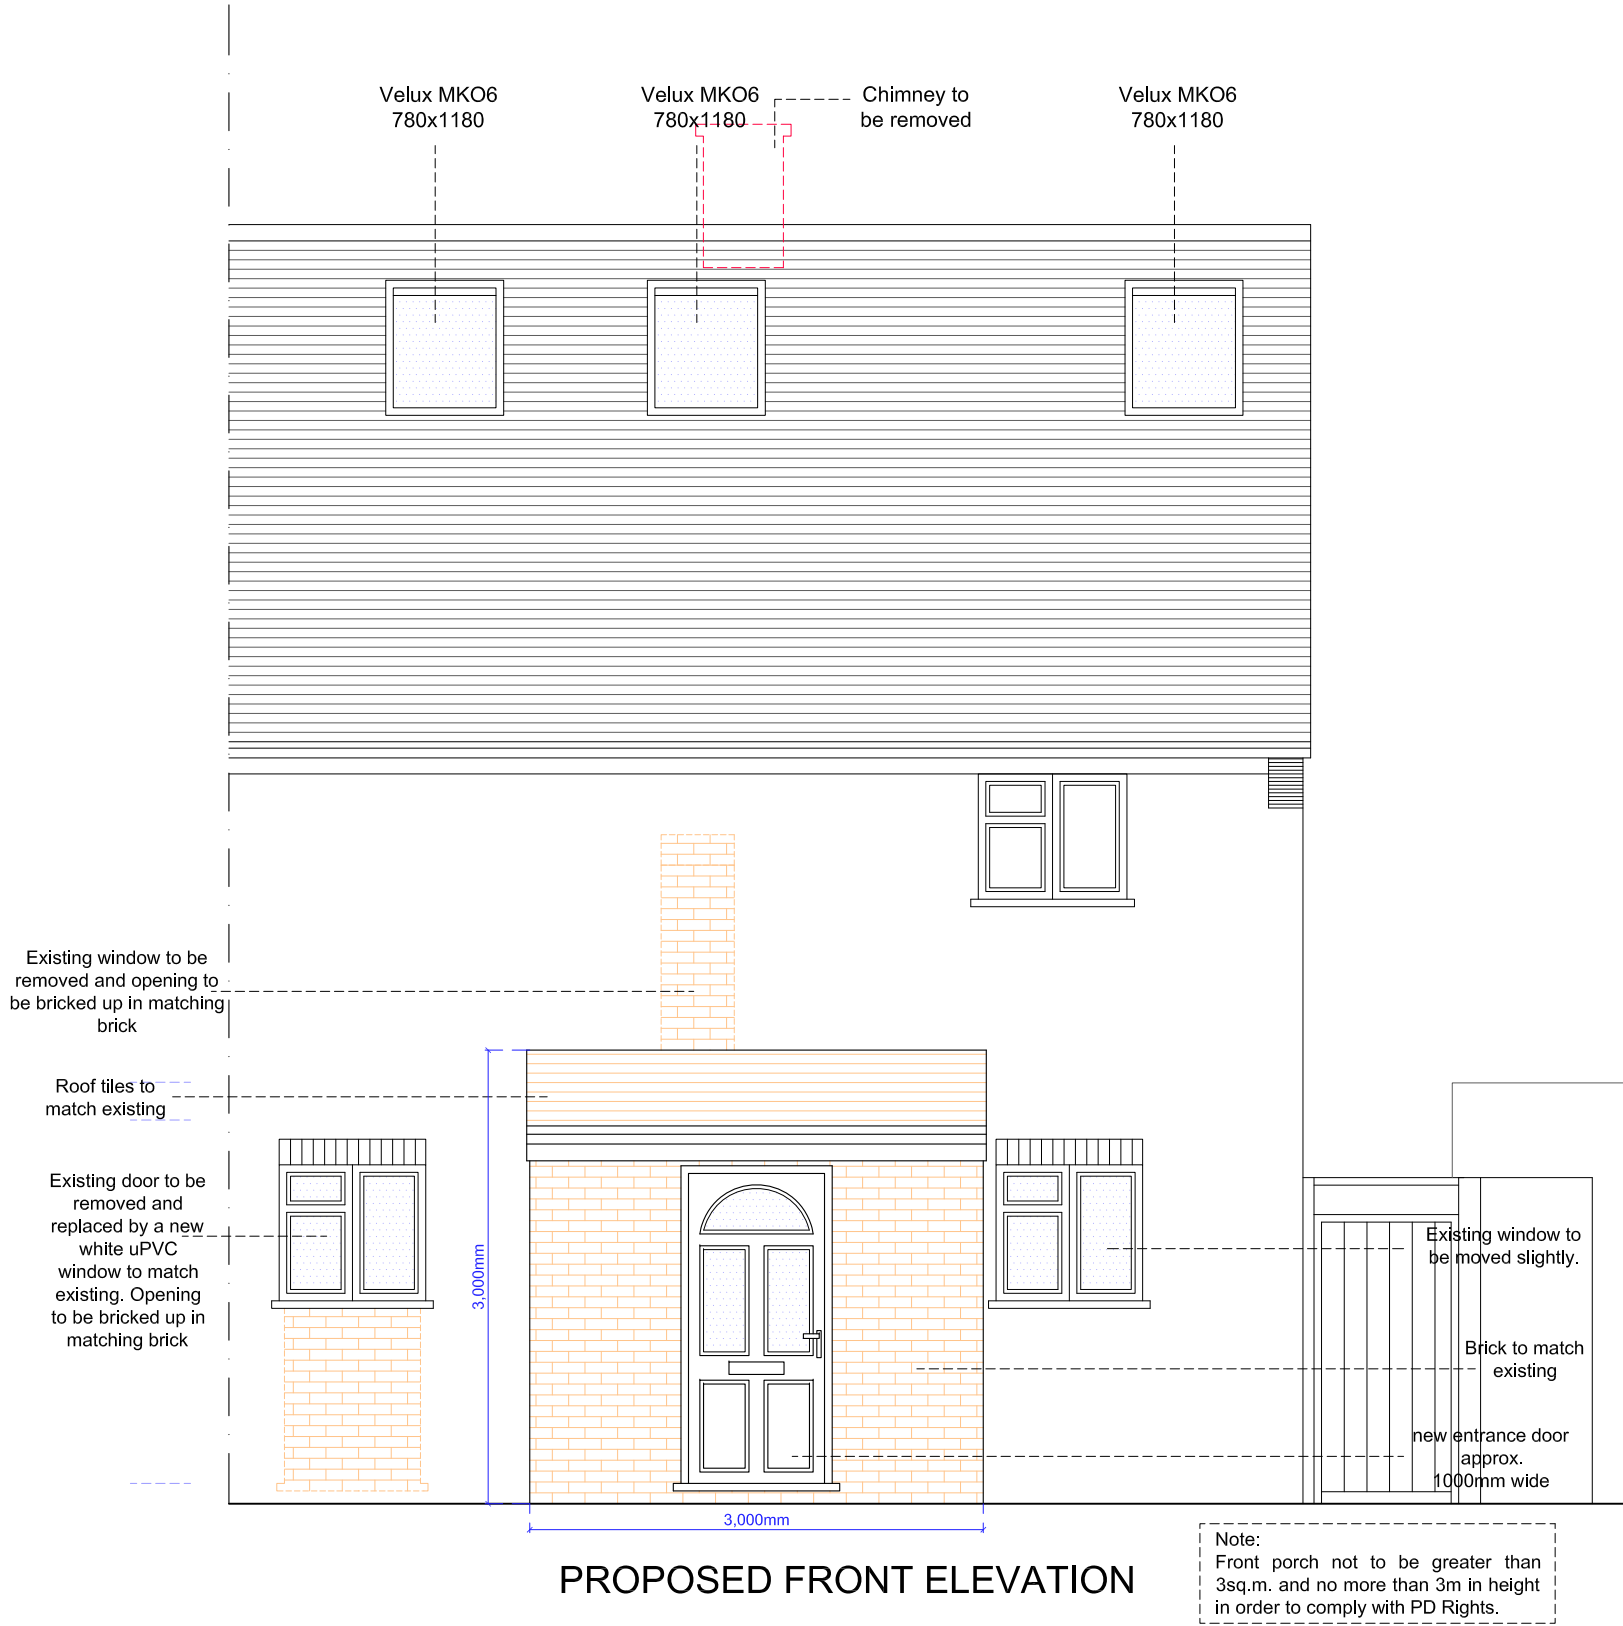 Velux MKO6
780x1180
Velux MKO6
780x1180
Chimney to
be removed
Velux MKO6
780x1180
Existing window to be
removed and opening to
be bricked up in matching
brick
Roof tiles to
match existing
Existing door to be
removed and
replaced by a new
white uPVC
window to match
existing. Opening
to be bricked up in
matching brick
3,000mm
3,000mm
Existing window to
be moved slightly.
Brick to match
existing
new entrance door
approx.
1000mm wide
PROPOSED FRONT ELEVATION
Note:
Front porch not to be greater than
3sq.m. and no more than 3m in height
in order to comply with PD Rights.